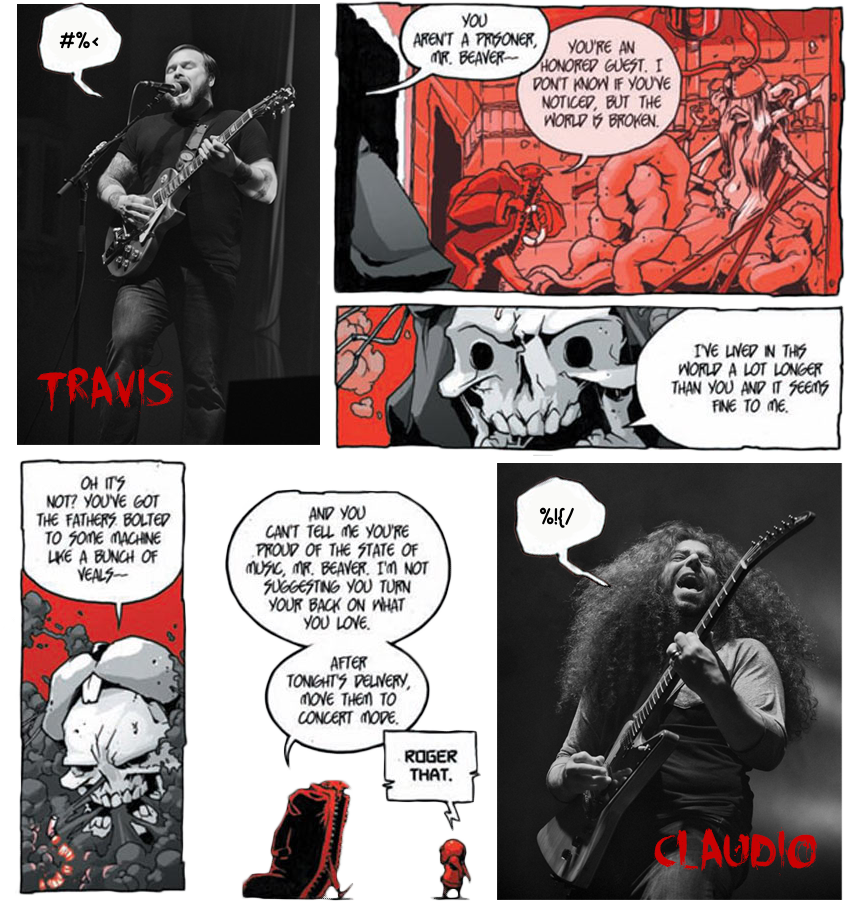 #%<
TRAVIS
YOU
AREN'T A PRISONER,
MR. BEAVER—
YOU'RE AN
HONORED GUEST. I
DON'T KNOW IF YOU'VE
NOTICED, BUT THE
WORLD IS BROKEN.
I'VE LIVED IN THIS
WORLD A LOT LONGER
THAN YOU AND IT SEEMS
FINE TO ME.
OH IT'S
NOT? YOU'VE GOT
THE FATHERS BOLTED
TO SOME MACHINE
LIKE A BUNCH OF
VEALS—
AND YOU
CAN'T TELL ME YOU'RE
PROUD OF THE STATE OF
MUSIC, MR. BEAVER. I'M NOT
SUGGESTING YOU TURN
YOUR BACK ON WHAT
YOU LOVE.
AFTER
TONIGHT'S DELIVERY,
MOVE THEM TO
CONCERT MODE.
ROGER
THAT.
%!{/
CLAUDIO